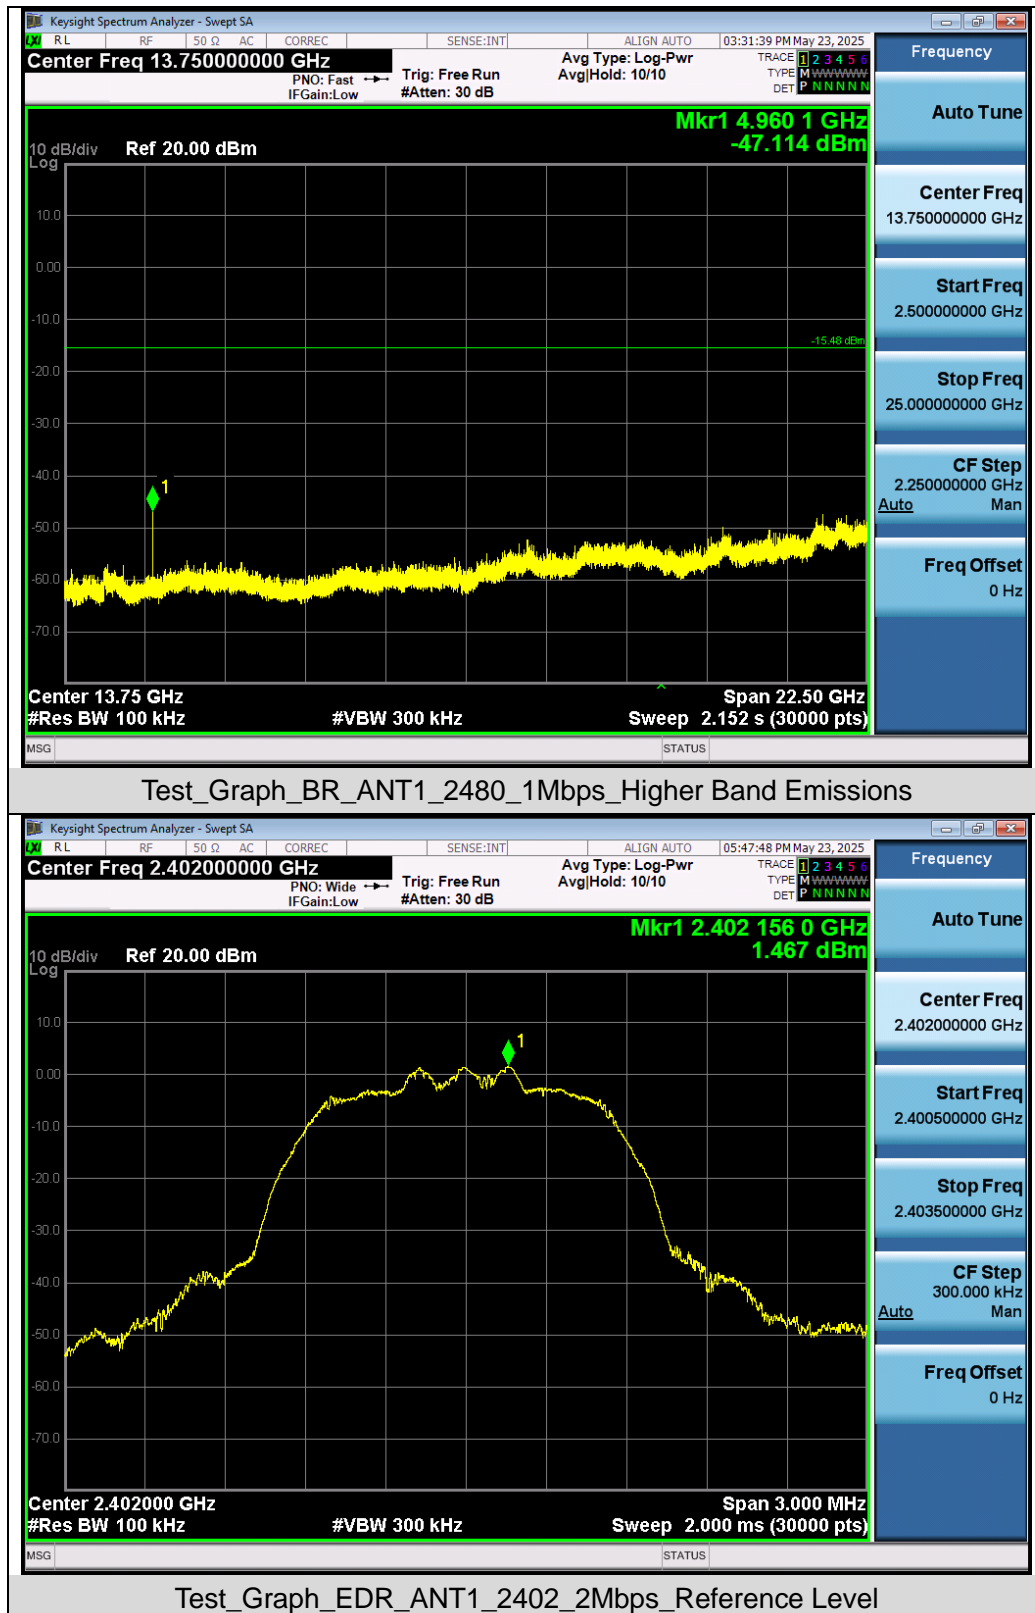 Keysight Spectrum Analyzer - Swept SA
LXI RL RF 50 Ω AC CORREC SENSE:INT ALIGN AUTO 03:31:39 PM May 23, 2025
Center Freq 13.750000000 GHz
PNO: Fast
IFGain:Low
Trig: Free Run
#Atten: 30 dB
Avg Type: Log-Pwr
Avg|Hold: 10/10
TRACE 1 2 3 4 5 6
TYPE M W W W W W
DET P N N N N N
Mkr1 4.960 1 GHz
-47.114 dBm
10 dB/div Ref 20.00 dBm
Log
10.0
0.00
-10.0
-15.48 dBm
-20.0
-30.0
-40.0
1
-50.0
-60.0
-70.0
Center 13.75 GHz Span 22.50 GHz
#Res BW 100 kHz #VBW 300 kHz Sweep 2.152 s (30000 pts)
MSG STATUS
Frequency
Auto Tune
Center Freq
13.750000000 GHz
Start Freq
2.500000000 GHz
Stop Freq
25.000000000 GHz
CF Step
2.250000000 GHz
Auto Man
Freq Offset
0 Hz
Test_Graph_BR_ANT1_2480_1Mbps_Higher Band Emissions
Keysight Spectrum Analyzer - Swept SA
LXI RL RF 50 Ω AC CORREC SENSE:INT ALIGN AUTO 05:47:48 PM May 23, 2025
Center Freq 2.402000000 GHz
PNO: Wide
IFGain:Low
Trig: Free Run
#Atten: 30 dB
Avg Type: Log-Pwr
Avg|Hold: 10/10
TRACE 1 2 3 4 5 6
TYPE M W W W W W
DET P N N N N N
Mkr1 2.402 156 0 GHz
1.467 dBm
10 dB/div Ref 20.00 dBm
Log
10.0
1
0.00
-10.0
-20.0
-30.0
-40.0
-50.0
-60.0
-70.0
Center 2.402000 GHz Span 3.000 MHz
#Res BW 100 kHz #VBW 300 kHz Sweep 2.000 ms (30000 pts)
MSG STATUS
Frequency
Auto Tune
Center Freq
2.402000000 GHz
Start Freq
2.400500000 GHz
Stop Freq
2.403500000 GHz
CF Step
300.000 kHz
Auto Man
Freq Offset
0 Hz
Test_Graph_EDR_ANT1_2402_2Mbps_Reference Level